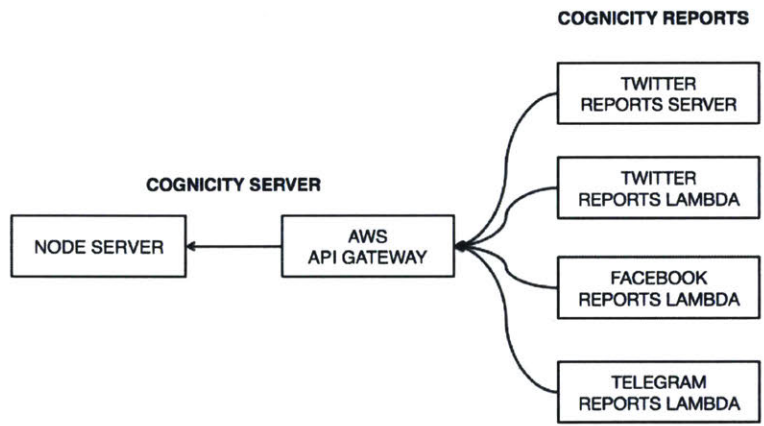 COGNICITY REPORTS
TWITTER
REPORTS SERVER
TWITTER
REPORTS LAMBDA
COGNICITY SERVER
NODE SERVER
AWS
API GATEWAY
FACEBOOK
REPORTS LAMBDA
TELEGRAM
REPORTS LAMBDA